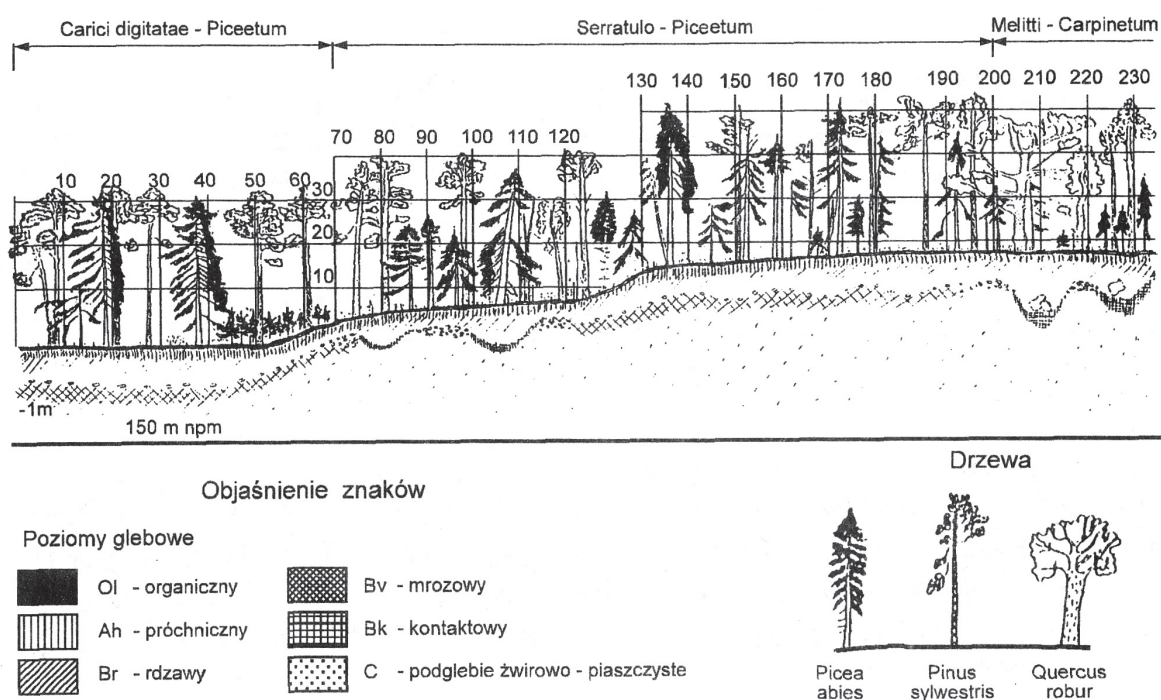 Carici digitatae - Piceetum Serratulo - Piceetum Melitti - Carpinetum
130 140 150 160 170 180 190 200 210 220 230
70 80 90 100 110 120
10 20 30 40 50 60 30
20
10
-1m
150 m npm
Drzewa
Objaśnienie znaków
Poziomy glebowe
Ol - organiczny Bv - mrozowy
Ah - próchniczny Bk - kontaktowy
Br - rdzawy C - podglebie żwirowo - piaszczyste
Picea Pinus Quercus
abies sylwestris robur